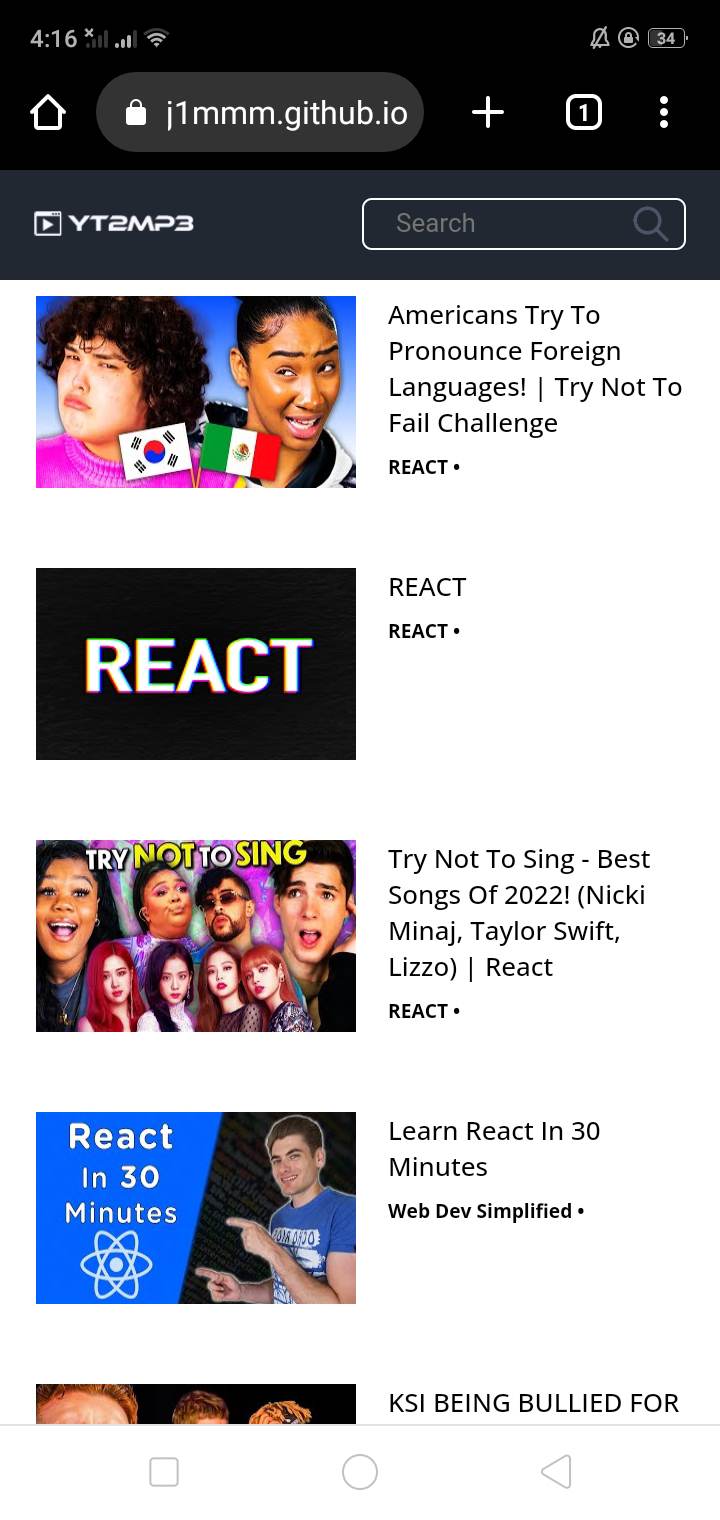 4:16
34
j1mmm.github.io
1
YT2MP3
Search
Americans Try To
Pronounce Foreign
Languages! | Try Not To
Fail Challenge
REACT •
REACT
REACT
REACT •
TRY NOT TO SING
Try Not To Sing - Best
Songs Of 2022! (Nicki
Minaj, Taylor Swift,
Lizzo) | React
REACT •
React
In 30
Minutes
Learn React In 30
Minutes
Web Dev Simplified •
KSI BEING BULLIED FOR